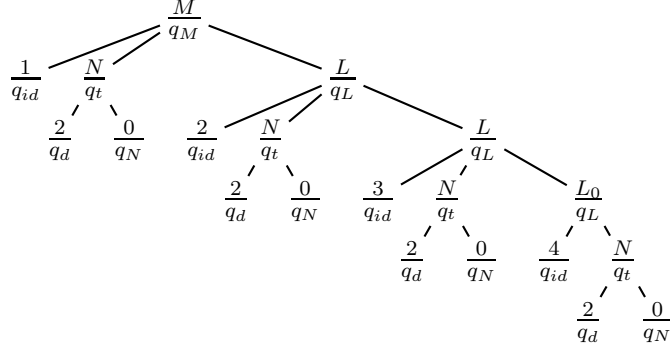 M
q_M
1 N L
q_id q_t q_L
2 0 2 N L
q_d q_N q_id q_t q_L
2 0 3 N L_0
q_d q_N q_id q_t q_L
2 0 4 N
q_d q_N q_id q_t
2 0
q_d q_N